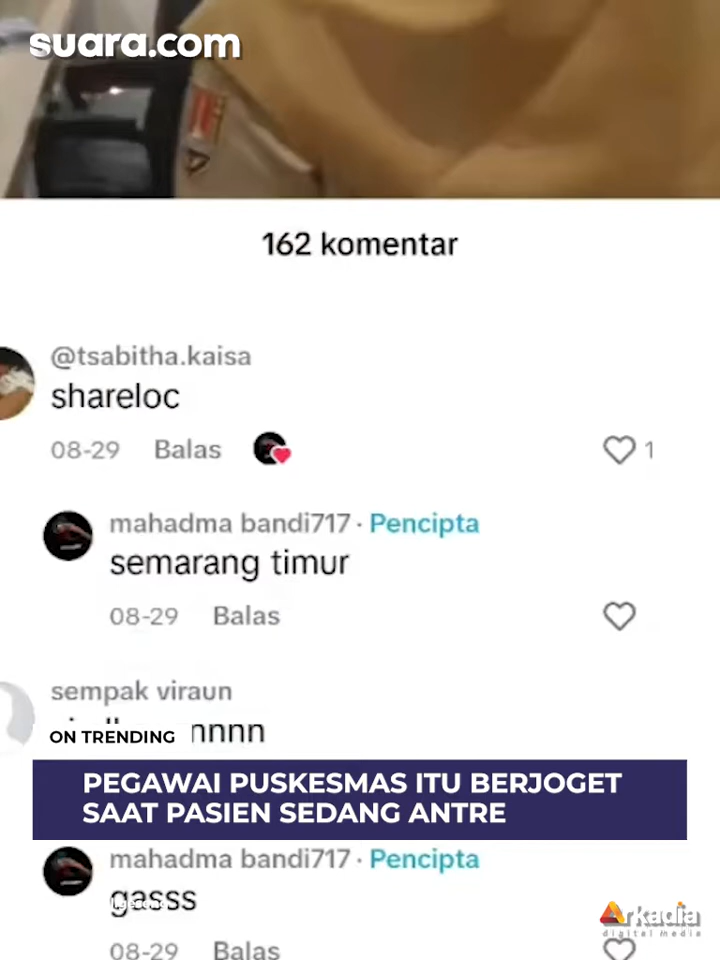 suara.com
162 komentar
@tsabitha.kaisa
shareloc
08-29 Balas
1
mahadma bandi717 · Pencipta
semarang timur
08-29 Balas
sempak viraun
nnnn
ON TRENDING
PEGAWAI PUSKESMAS ITU BERJOGET
SAAT PASIEN SEDANG ANTRE
mahadma bandi717 · Pencipta
gasss
08-29 Balas
Arkadia
digital media